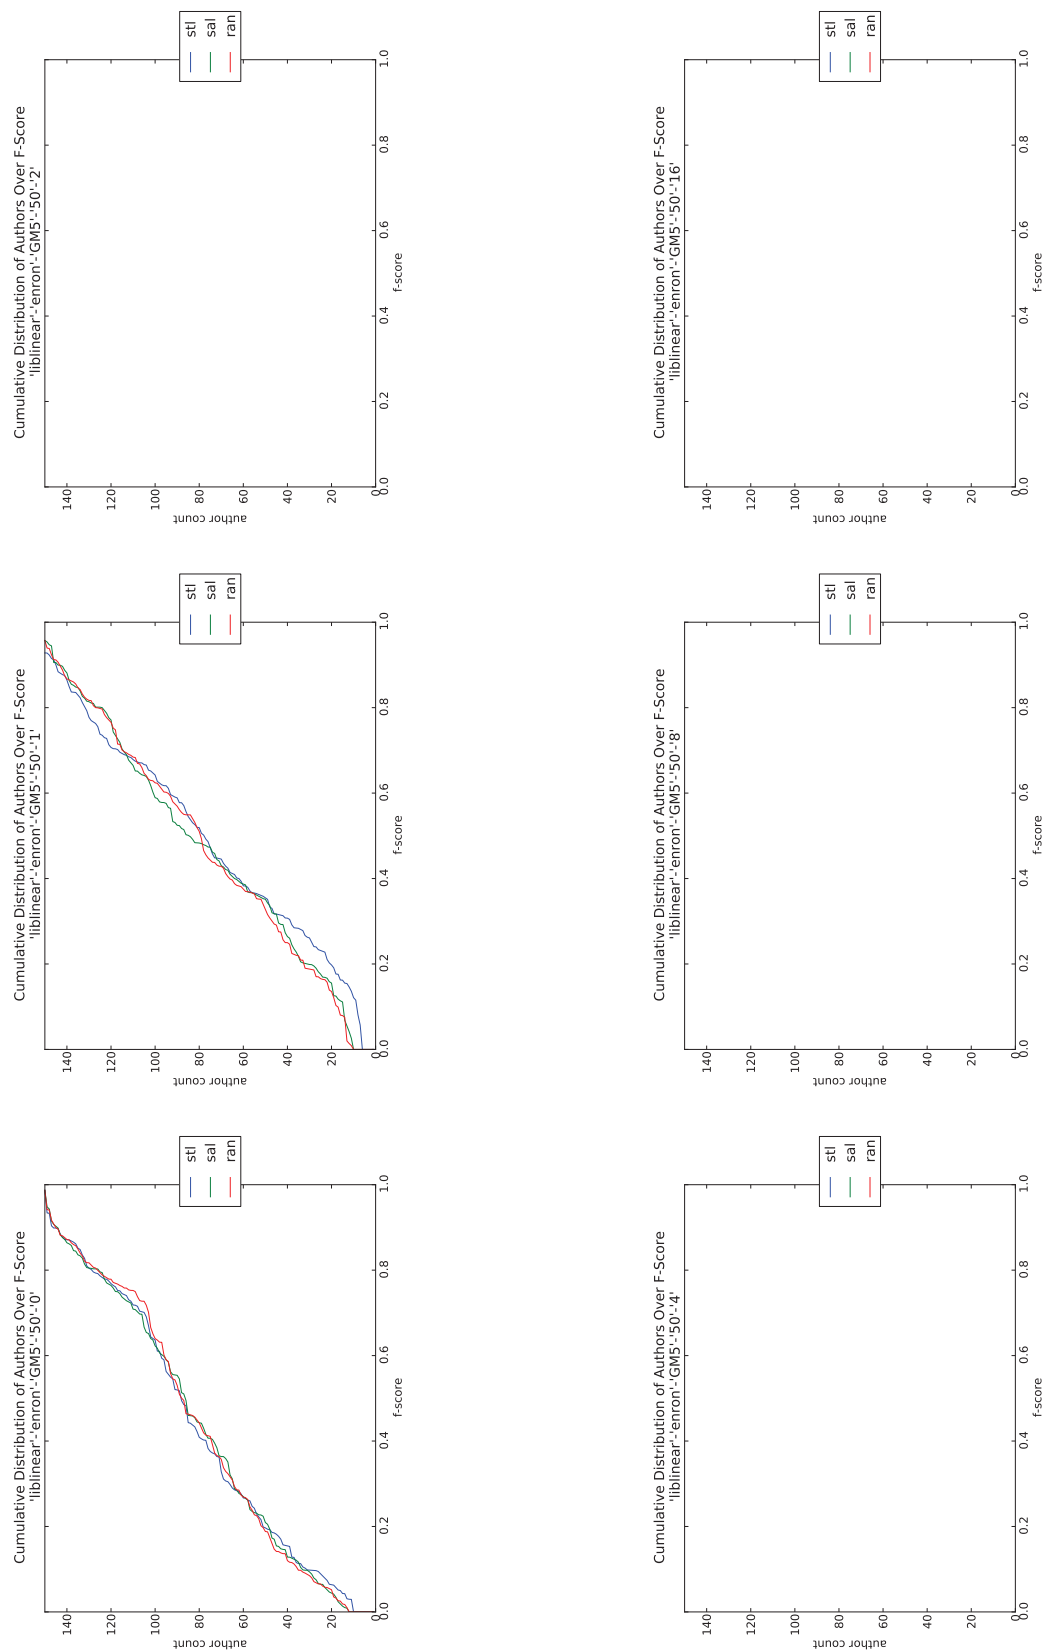 Cumulative Distribution of Authors Over F-Score
'liblinear'-'enron'-'GM5'-'50'-'0'
author count
140
120
100
80
60
40
20
0
0.0 0.2 0.4 0.6 0.8 1.0
f-score
stl
sal
ran
Cumulative Distribution of Authors Over F-Score
'liblinear'-'enron'-'GM5'-'50'-'1'
author count
140
120
100
80
60
40
20
0
0.0 0.2 0.4 0.6 0.8 1.0
f-score
stl
sal
ran
Cumulative Distribution of Authors Over F-Score
'liblinear'-'enron'-'GM5'-'50'-'2'
author count
140
120
100
80
60
40
20
0
0.0 0.2 0.4 0.6 0.8 1.0
f-score
stl
sal
ran
Cumulative Distribution of Authors Over F-Score
'liblinear'-'enron'-'GM5'-'50'-'4'
author count
140
120
100
80
60
40
20
0
0.0 0.2 0.4 0.6 0.8 1.0
f-score
stl
sal
ran
Cumulative Distribution of Authors Over F-Score
'liblinear'-'enron'-'GM5'-'50'-'8'
author count
140
120
100
80
60
40
20
0
0.0 0.2 0.4 0.6 0.8 1.0
f-score
stl
sal
ran
Cumulative Distribution of Authors Over F-Score
'liblinear'-'enron'-'GM5'-'50'-'16'
author count
140
120
100
80
60
40
20
0
0.0 0.2 0.4 0.6 0.8 1.0
f-score
stl
sal
ran